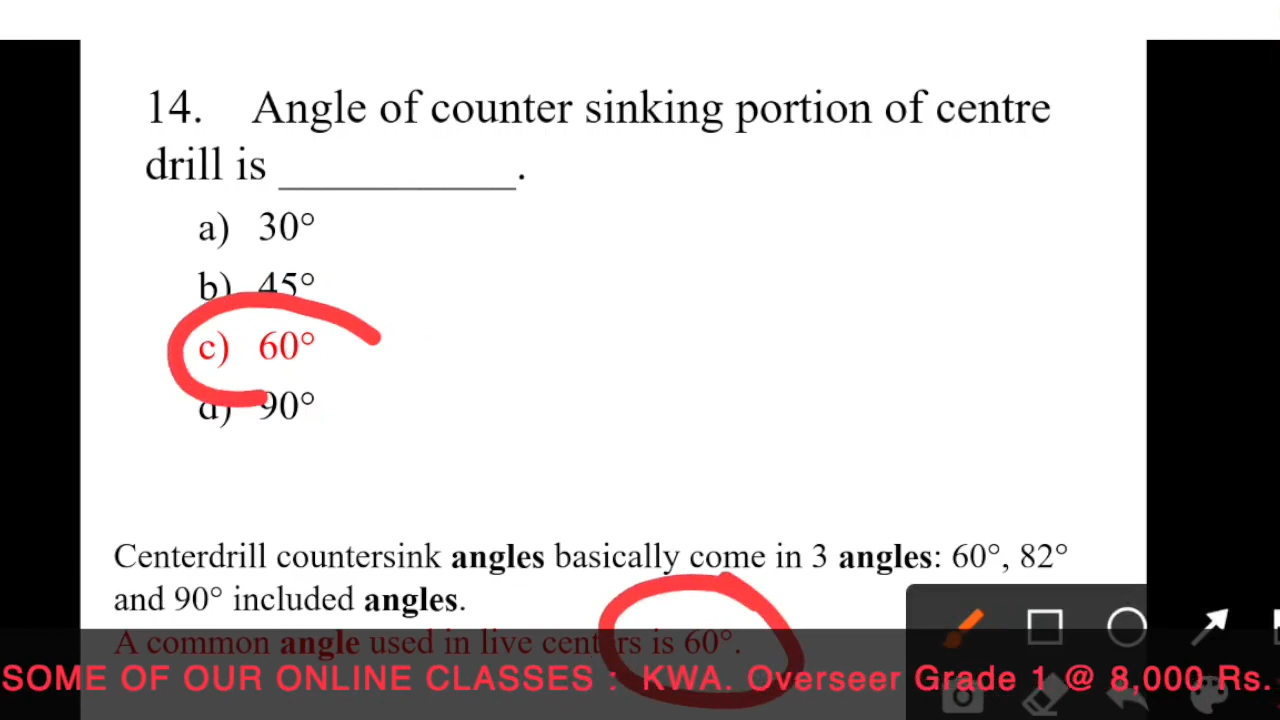 14. Angle of counter sinking portion of centre
drill is __________.
a) 30°
b) 45°
c) 60°
d) 90°
Centerdrill countersink angles basically come in 3 angles: 60°, 82°
and 90° included angles.
A common angle used in live centers is 60°.
SOME OF OUR ONLINE CLASSES : KWA. Overseer Grade 1 @ 8,000 Rs.